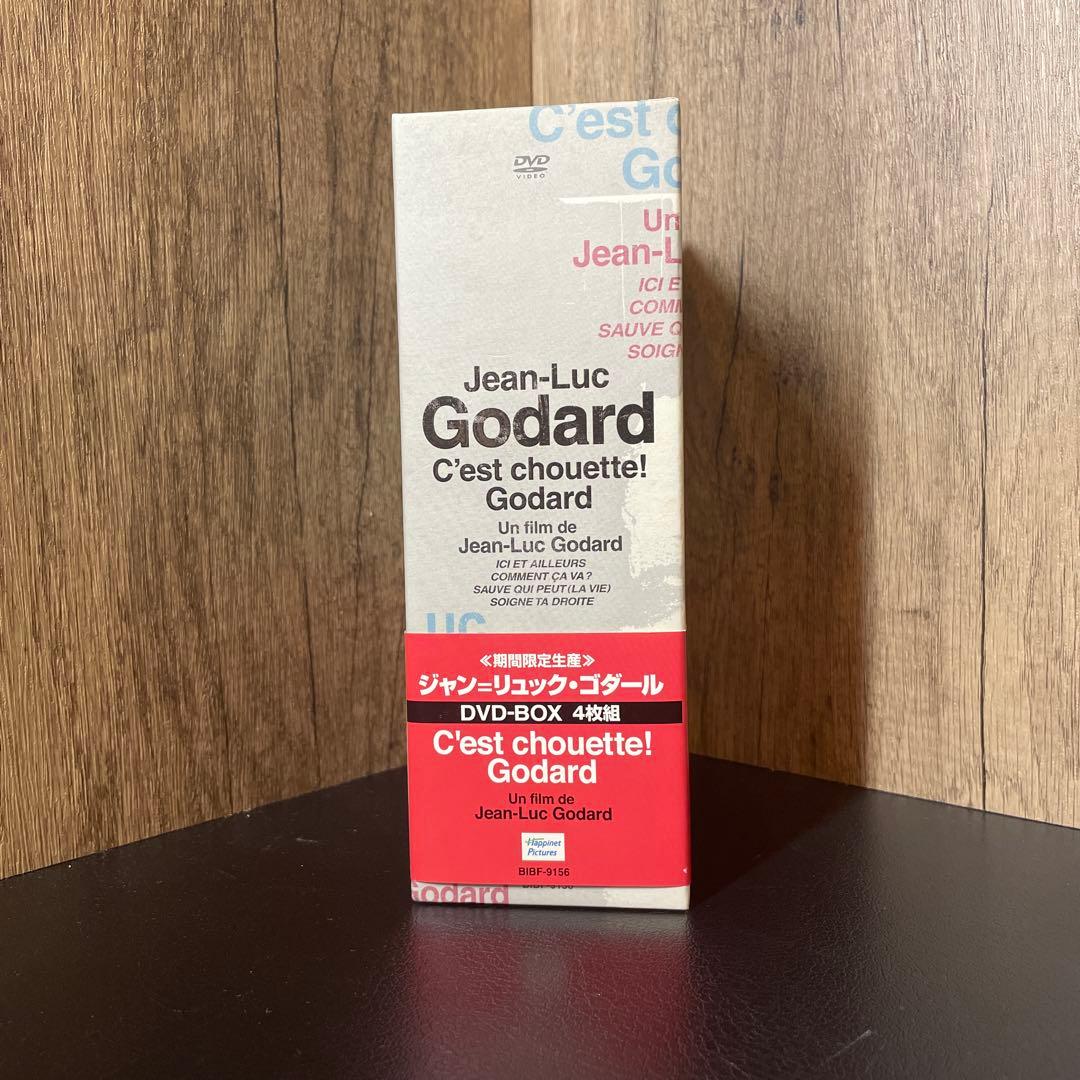 C'est c
Go
DVD
VIDEO
Un
Jean-L
ICI E
COMM
SAUVE Q
SOIGN
Jean-Luc
Godard
C'est chouette!
Godard
Un film de
Jean-Luc Godard
ICI ET AILLEURS
COMMENT ÇA VA?
SAUVE QUI PEUT (LA VIE)
SOIGNE TA DROITE
UC
≪期間限定生産≫
ジャン=リュック・ゴダール
DVD-BOX 4枚組
C'est chouette!
Godard
Un film de
Jean-Luc Godard
Happinet
Pictures
BIBF-9156
BIBF-9156
Godard